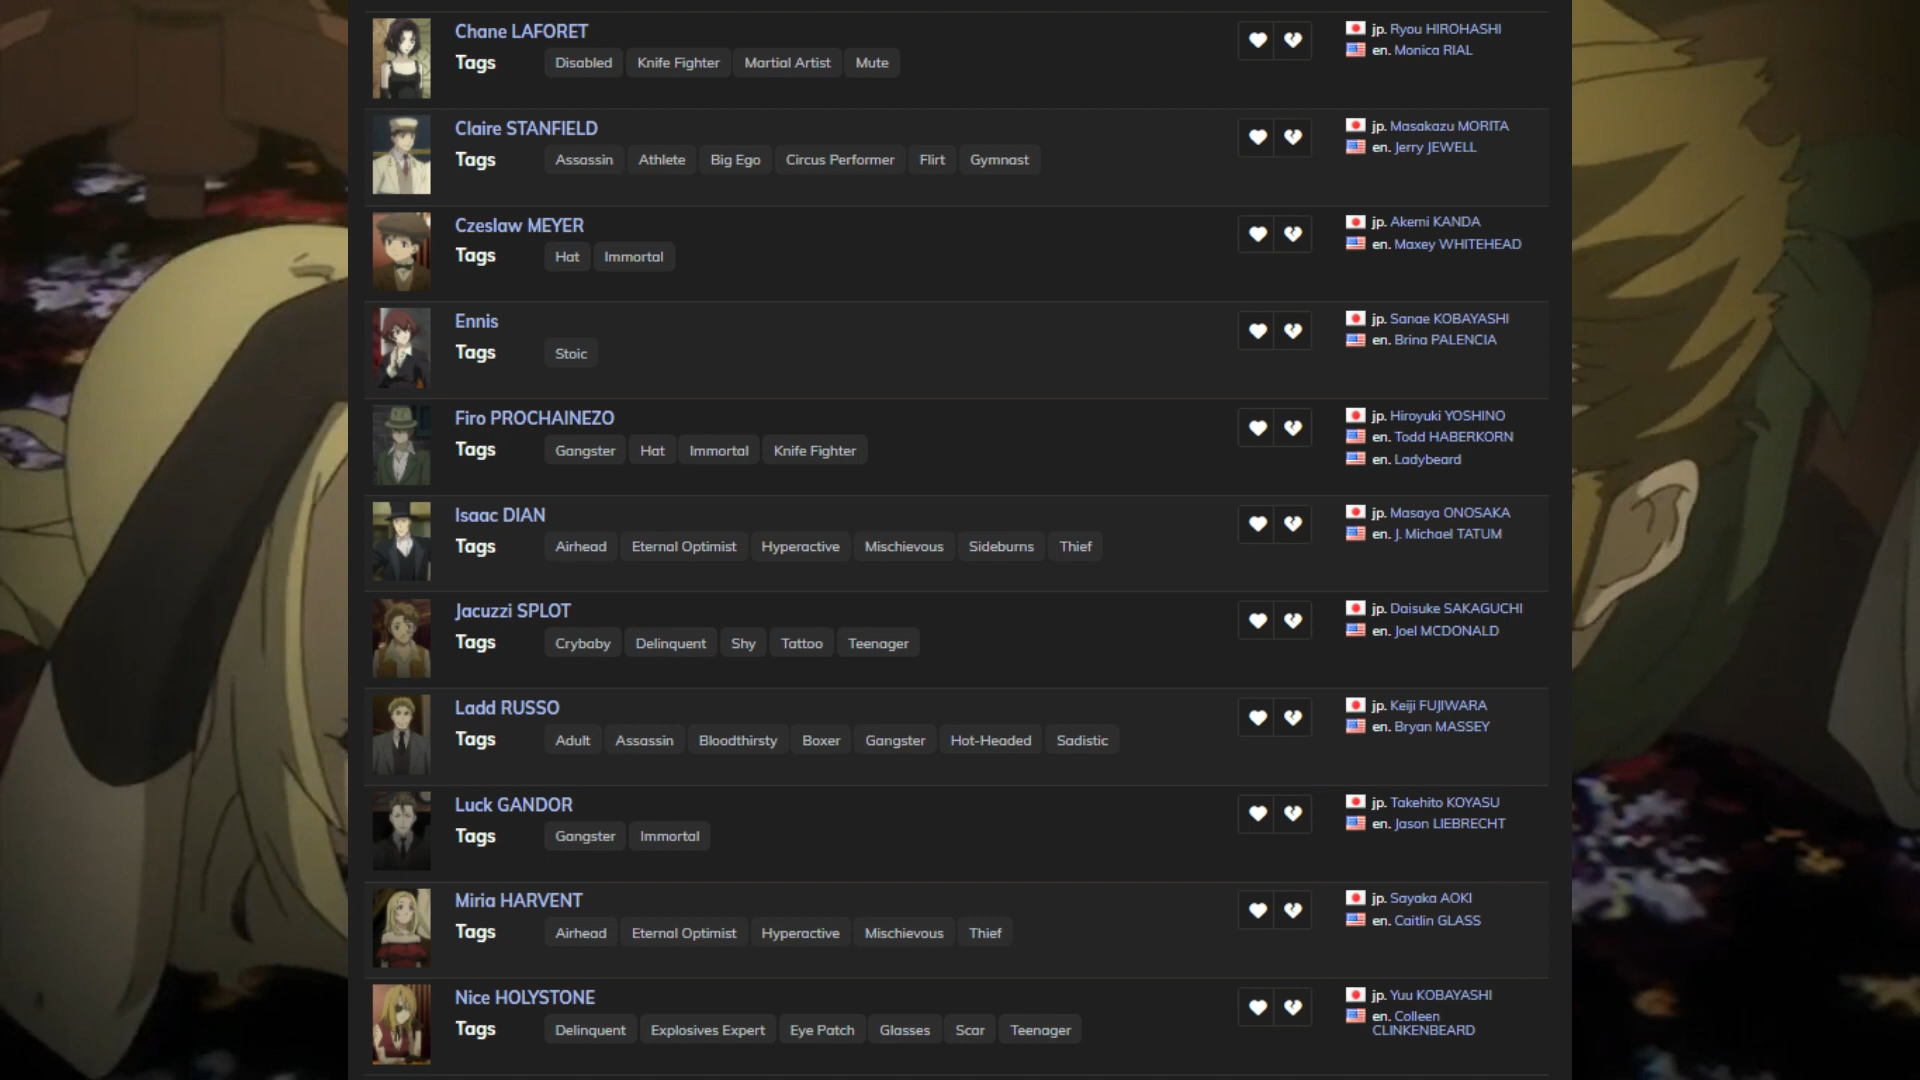 Chane LAFORET
Tags Disabled Knife Fighter Martial Artist Mute
jp. Ryou HIROHASHI
en. Monica RIAL
Claire STANFIELD
Tags Assassin Athlete Big Ego Circus Performer Flirt Gymnast
jp. Masakazu MORITA
en. Jerry JEWELL
Czeslaw MEYER
Tags Hat Immortal
jp. Akemi KANDA
en. Maxey WHITEHEAD
Ennis
Tags Stoic
jp. Sanae KOBAYASHI
en. Brina PALENCIA
Firo PROCHAINEZO
Tags Gangster Hat Immortal Knife Fighter
jp. Hiroyuki YOSHINO
en. Todd HABERKORN
en. Ladybeard
Isaac DIAN
Tags Airhead Eternal Optimist Hyperactive Mischievous Sideburns Thief
jp. Masaya ONOSAKA
en. J. Michael TATUM
Jacuzzi SPLOT
Tags Crybaby Delinquent Shy Tattoo Teenager
jp. Daisuke SAKAGUCHI
en. Joel MCDONALD
Ladd RUSSO
Tags Adult Assassin Bloodthirsty Boxer Gangster Hot-Headed Sadistic
jp. Keiji FUJIWARA
en. Bryan MASSEY
Luck GANDOR
Tags Gangster Immortal
jp. Takehito KOYASU
en. Jason LIEBRECHT
Miria HARVENT
Tags Airhead Eternal Optimist Hyperactive Mischievous Thief
jp. Sayaka AOKI
en. Caitlin GLASS
Nice HOLYSTONE
Tags Delinquent Explosives Expert Eye Patch Glasses Scar Teenager
jp. Yuu KOBAYASHI
en. Colleen
CLINKENBEARD